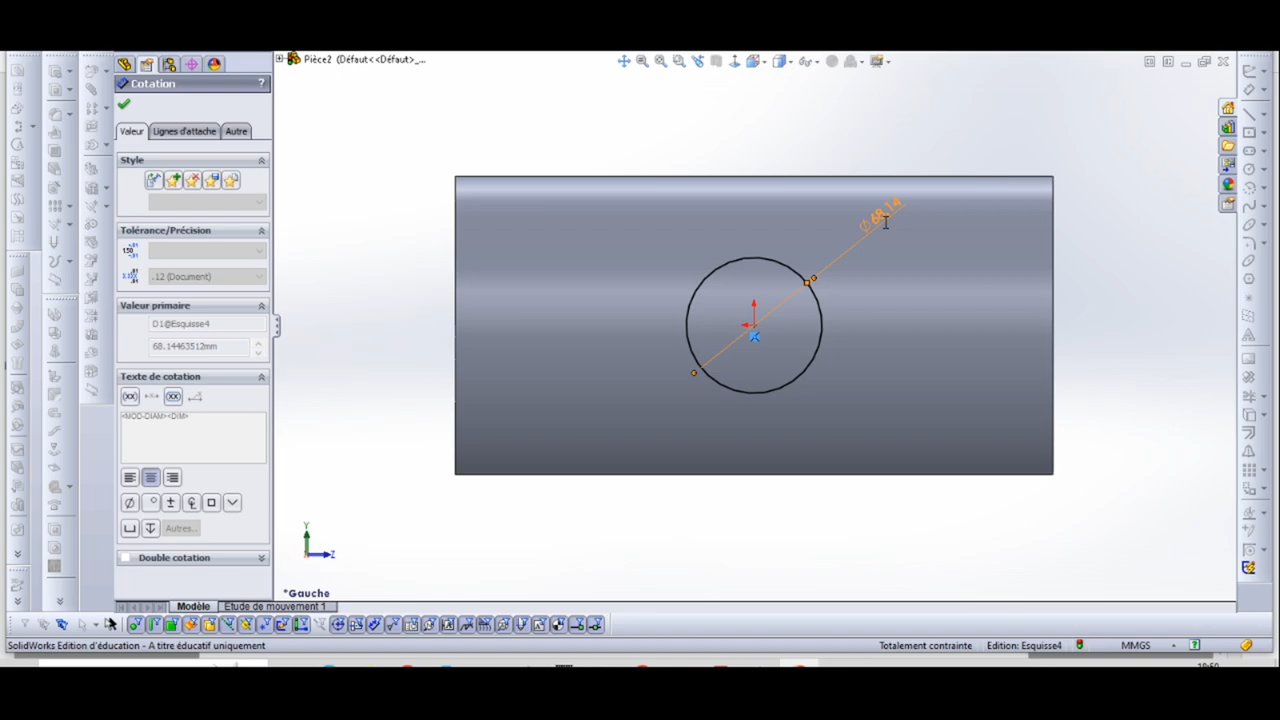 Pièce2 (Défaut<<Défaut>_...
Cotation
?
Valeur
Lignes d'attache
Autre
Style
Tolérance/Précision
.12 (Document)
Valeur primaire
D1@Esquisse4
68.14463512mm
Texte de cotation
<MOD-DIAM><DIM>
Autres...
Double cotation
∅68.14
Y
Z
*Gauche
Modèle
Etude de mouvement 1
SolidWorks Edition d'éducation - A titre éducatif uniquement
Totalement contrainte
Edition: Esquisse4
MMGS